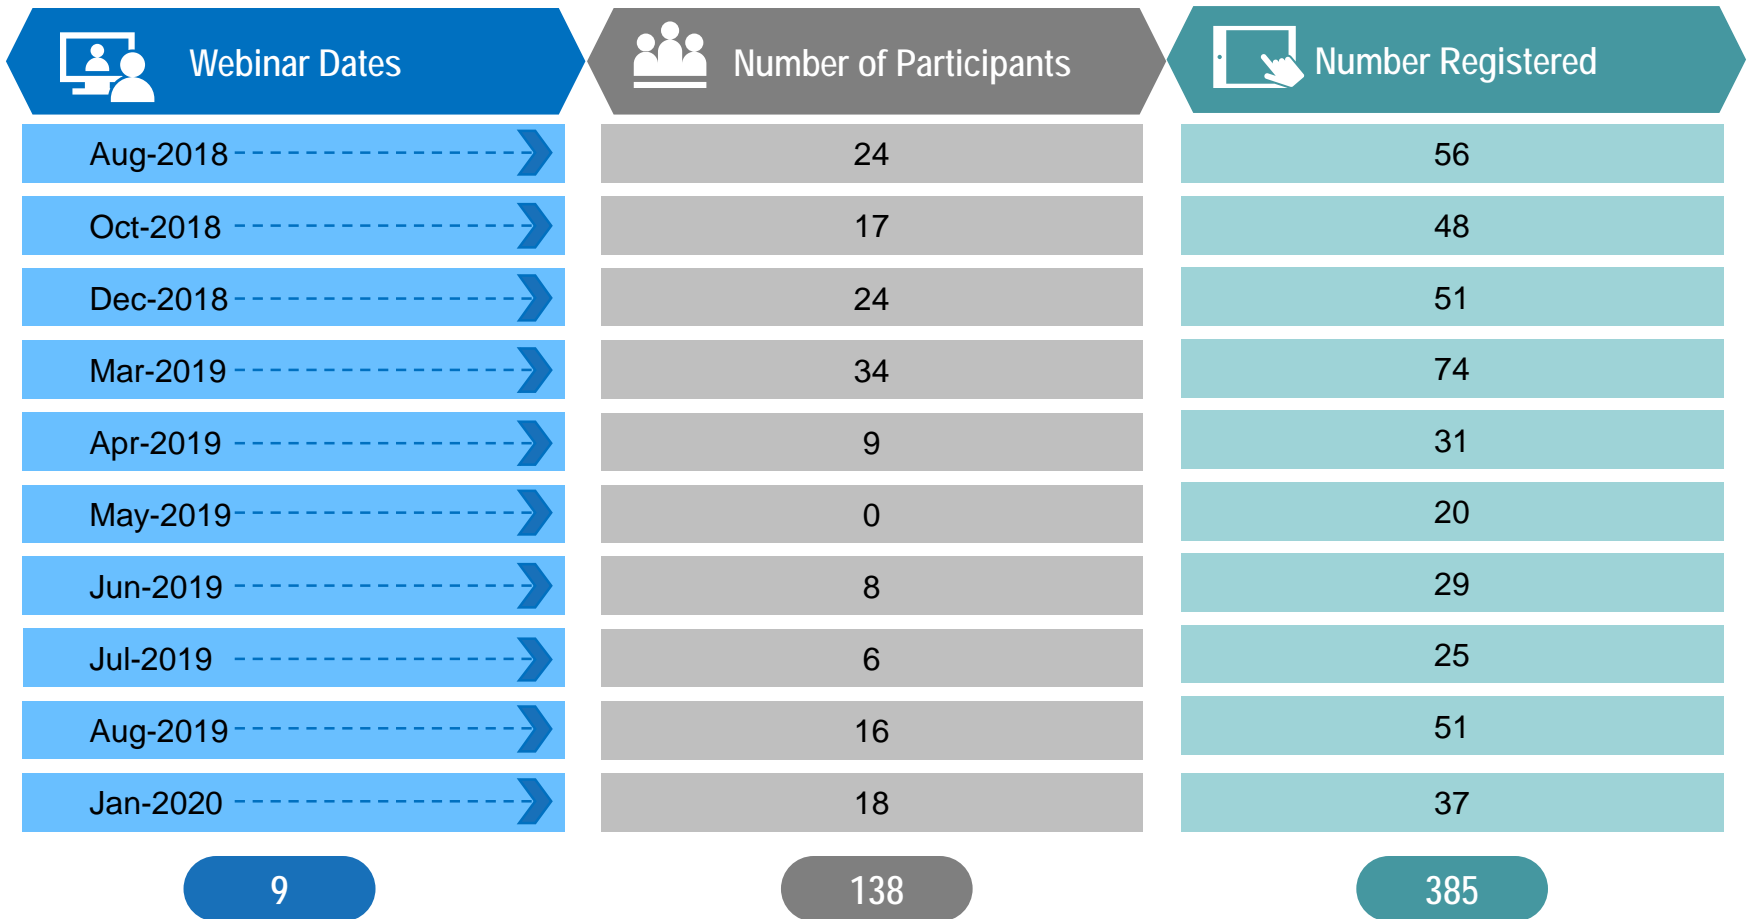 Webinar Dates Number of Participants Number Registered
Aug-2018 24 56
Oct-2018 17 48
Dec-2018 24 51
Mar-2019 34 74
Apr-2019 9 31
May-2019 0 20
Jun-2019 8 29
Jul-2019 6 25
Aug-2019 16 51
Jan-2020 18 37
9 138 385